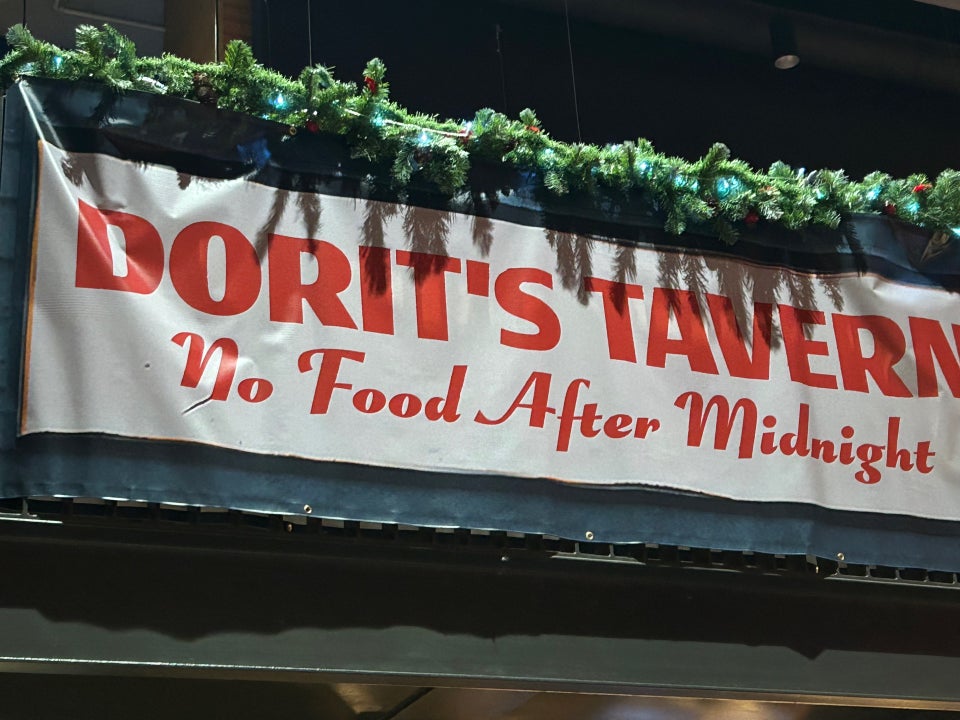 DORIT'S TAVERN
No Food After Midnight